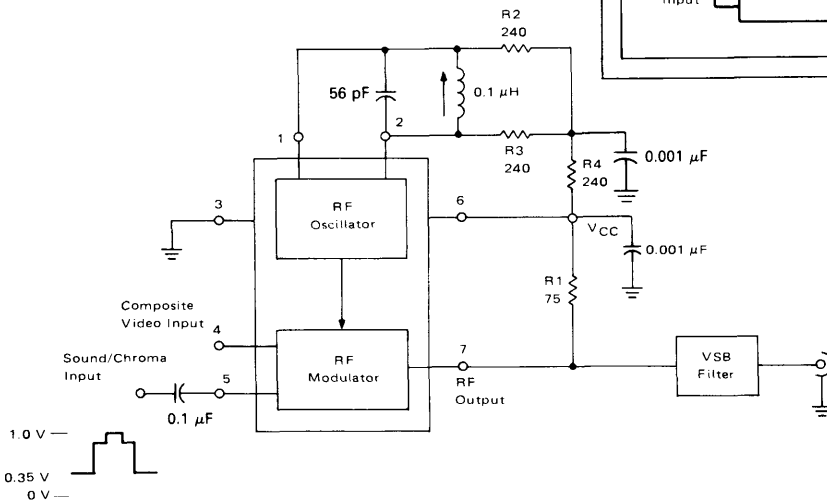 Input
R2
240
56 pF
0.1 μH
1
2
R3
240
R4
240
0.001 μF
3
RF
Oscillator
6
VCC
0.001 μF
R1
75
Composite
Video Input
4
Sound/Chroma
Input
5
0.1 μF
RF
Modulator
7
RF
Output
VSB
Filter
1.0 V
0.35 V
0 V